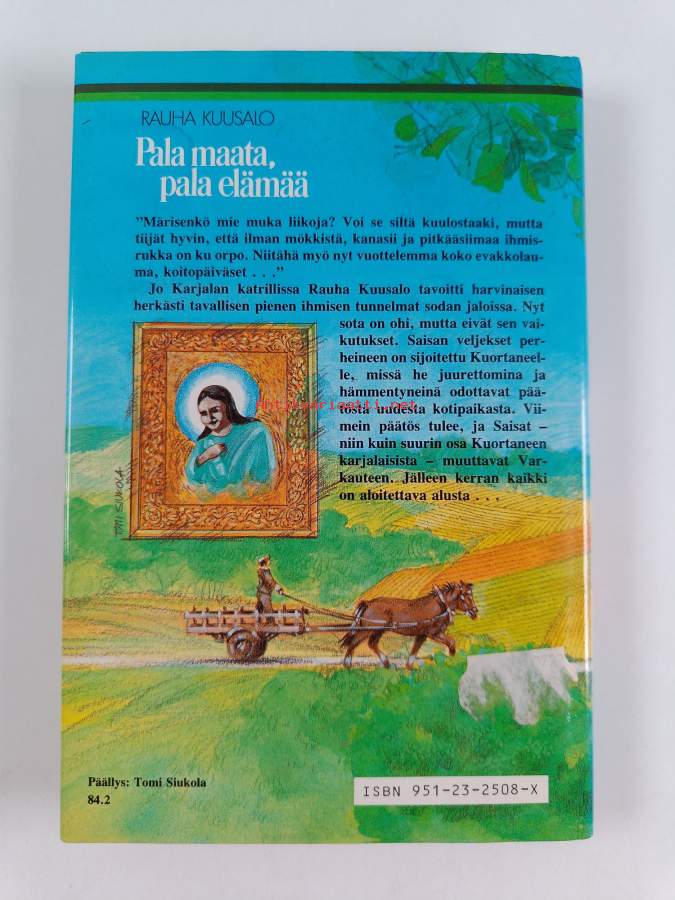 RAUHA KUUSALO
Pala maata,
pala elämää
"Märisenkö mie muka liikoja? Voi se siltä kuulostaaki, mutta
tiijät hyvin, että ilman mökkistä, kanasii ja pitkääsiimaa ihmis-
rukka on ku orpo. Niitähä myö nyt vuottelemma koko evakkolau-
ma, koitopäiväset . . ."
Jo Karjalan katrillissa Rauha Kuusalo tavoitti harvinaisen
herkästi tavallisen pienen ihmisen tunnelmat sodan jaloissa. Nyt
sota on ohi, mutta eivät sen vai-
kutukset. Saisan veljekset per-
heineen on sijoitettu Kuortaneel-
le, missä he juurettomina ja
hämmentyneinä odottavat pää-
töstä uudesta kotipaikasta. Vii-
mein päätös tulee, ja Saisat –
niin kuin suurin osa Kuortaneen
karjalaisista – muuttavat Var-
kauteen. Jälleen kerran kaikki
on aloitettava alusta . . .
TOMI SIUKOLA
Päällys: Tomi Siukola
84.2
ISBN 951-23-2508-X